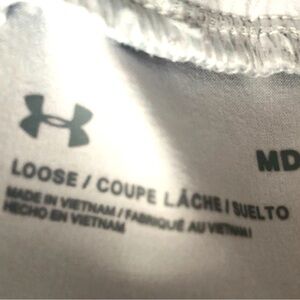 MD
LOOSE / COUPE LÂCHE / SUELTO
MADE IN VIETNAM / FABRIQUÉ AU VIETNAM /
HECHO EN VIETNAM